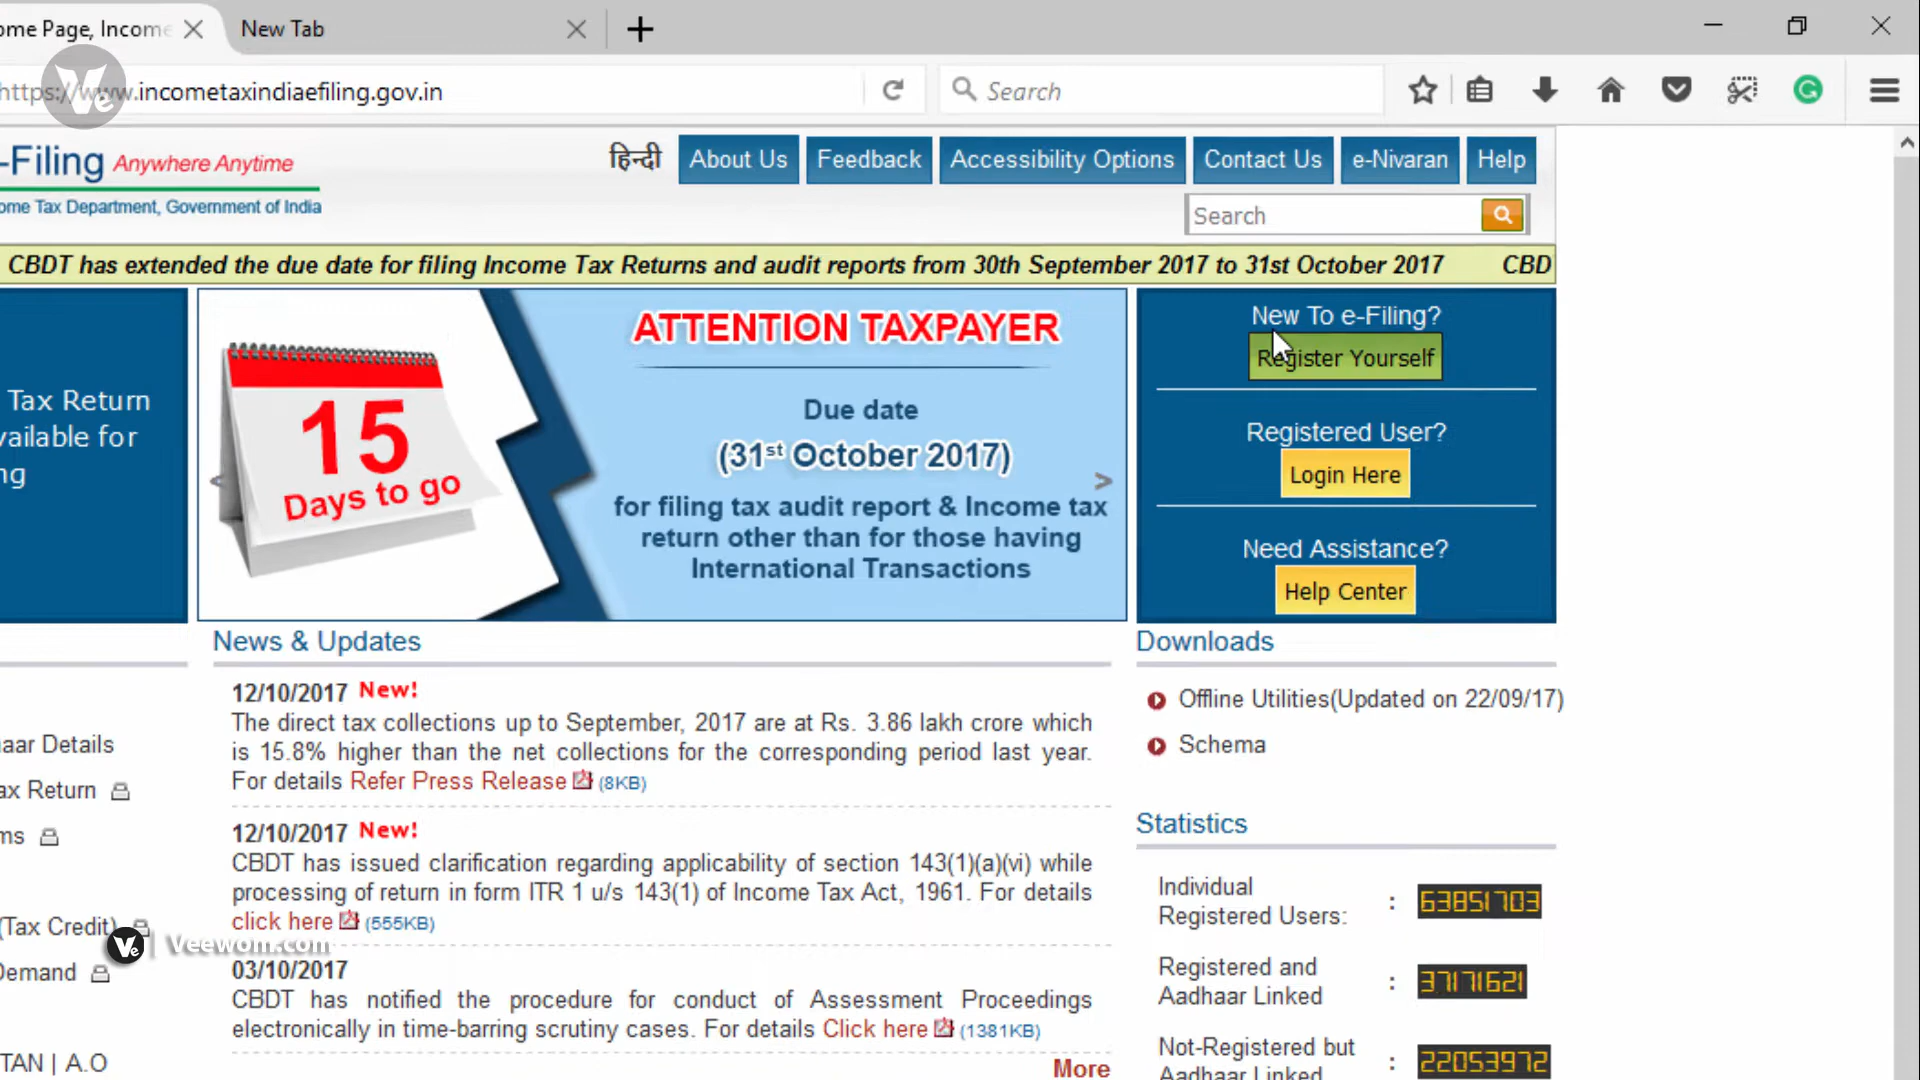 ome Page, Income
New Tab
https://www.incometaxindiaefiling.gov.in
Search
-Filing Anywhere Anytime
ome Tax Department, Government of India
हिन्दी
About Us
Feedback
Accessibility Options
Contact Us
e-Nivaran
Help
Search
CBDT has extended the due date for filing Income Tax Returns and audit reports from 30th September 2017 to 31st October 2017 CBD
Tax Return
vailable for
ng
15
Days to go
ATTENTION TAXPAYER
Due date
(31st October 2017)
for filing tax audit report & Income tax
return other than for those having
International Transactions
New To e-Filing?
Register Yourself
Registered User?
Login Here
Need Assistance?
Help Center
aar Details
ax Return
ms
(Tax Credit)
Demand
TAN | A.O
News & Updates
12/10/2017 New!
The direct tax collections up to September, 2017 are at Rs. 3.86 lakh crore which
is 15.8% higher than the net collections for the corresponding period last year.
For details Refer Press Release (8KB)
12/10/2017 New!
CBDT has issued clarification regarding applicability of section 143(1)(a)(vi) while
processing of return in form ITR 1 u/s 143(1) of Income Tax Act, 1961. For details
click here (555KB)
03/10/2017
CBDT has notified the procedure for conduct of Assessment Proceedings
electronically in time-barring scrutiny cases. For details Click here (1381KB)
More
Downloads
Offline Utilities(Updated on 22/09/17)
Schema
Statistics
Individual
Registered Users: : 63851703
Registered and
Aadhaar Linked : 37171621
Not-Registered but
Aadhaar Linked : 22053972
Ve
Ve | Veewom.com